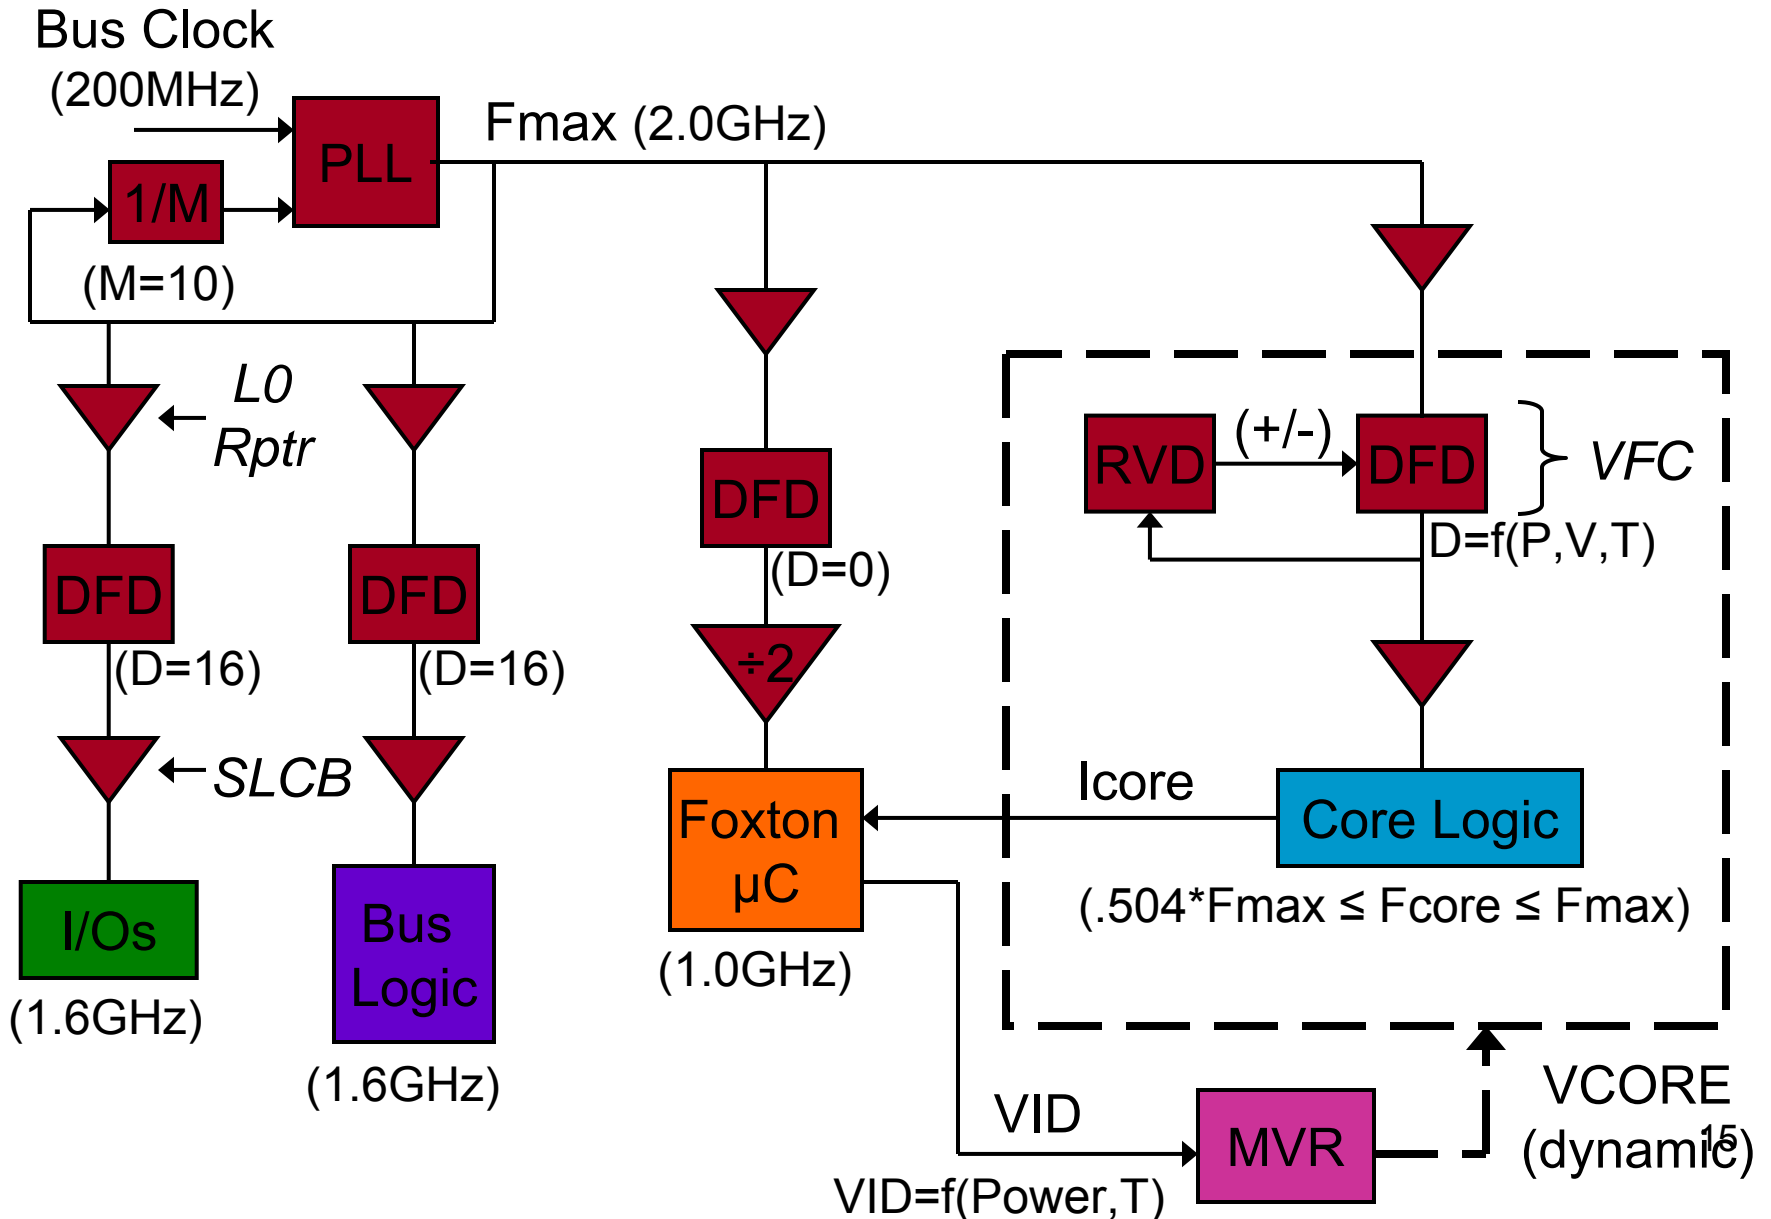 Bus Clock
(200MHz)
PLL
Fmax (2.0GHz)
1/M
(M=10)
L0
Rptr
RVD
(+/-)
DFD
VFC
D=f(P,V,T)
DFD
(D=0)
DFD
(D=16)
DFD
(D=16)
÷2
SLCB
Icore
Foxton
µC
(1.0GHz)
Core Logic
(.504*Fmax ≤ Fcore ≤ Fmax)
I/Os
(1.6GHz)
Bus
Logic
(1.6GHz)
VID
MVR
VID=f(Power,T)
VCORE
(dynamic)
15